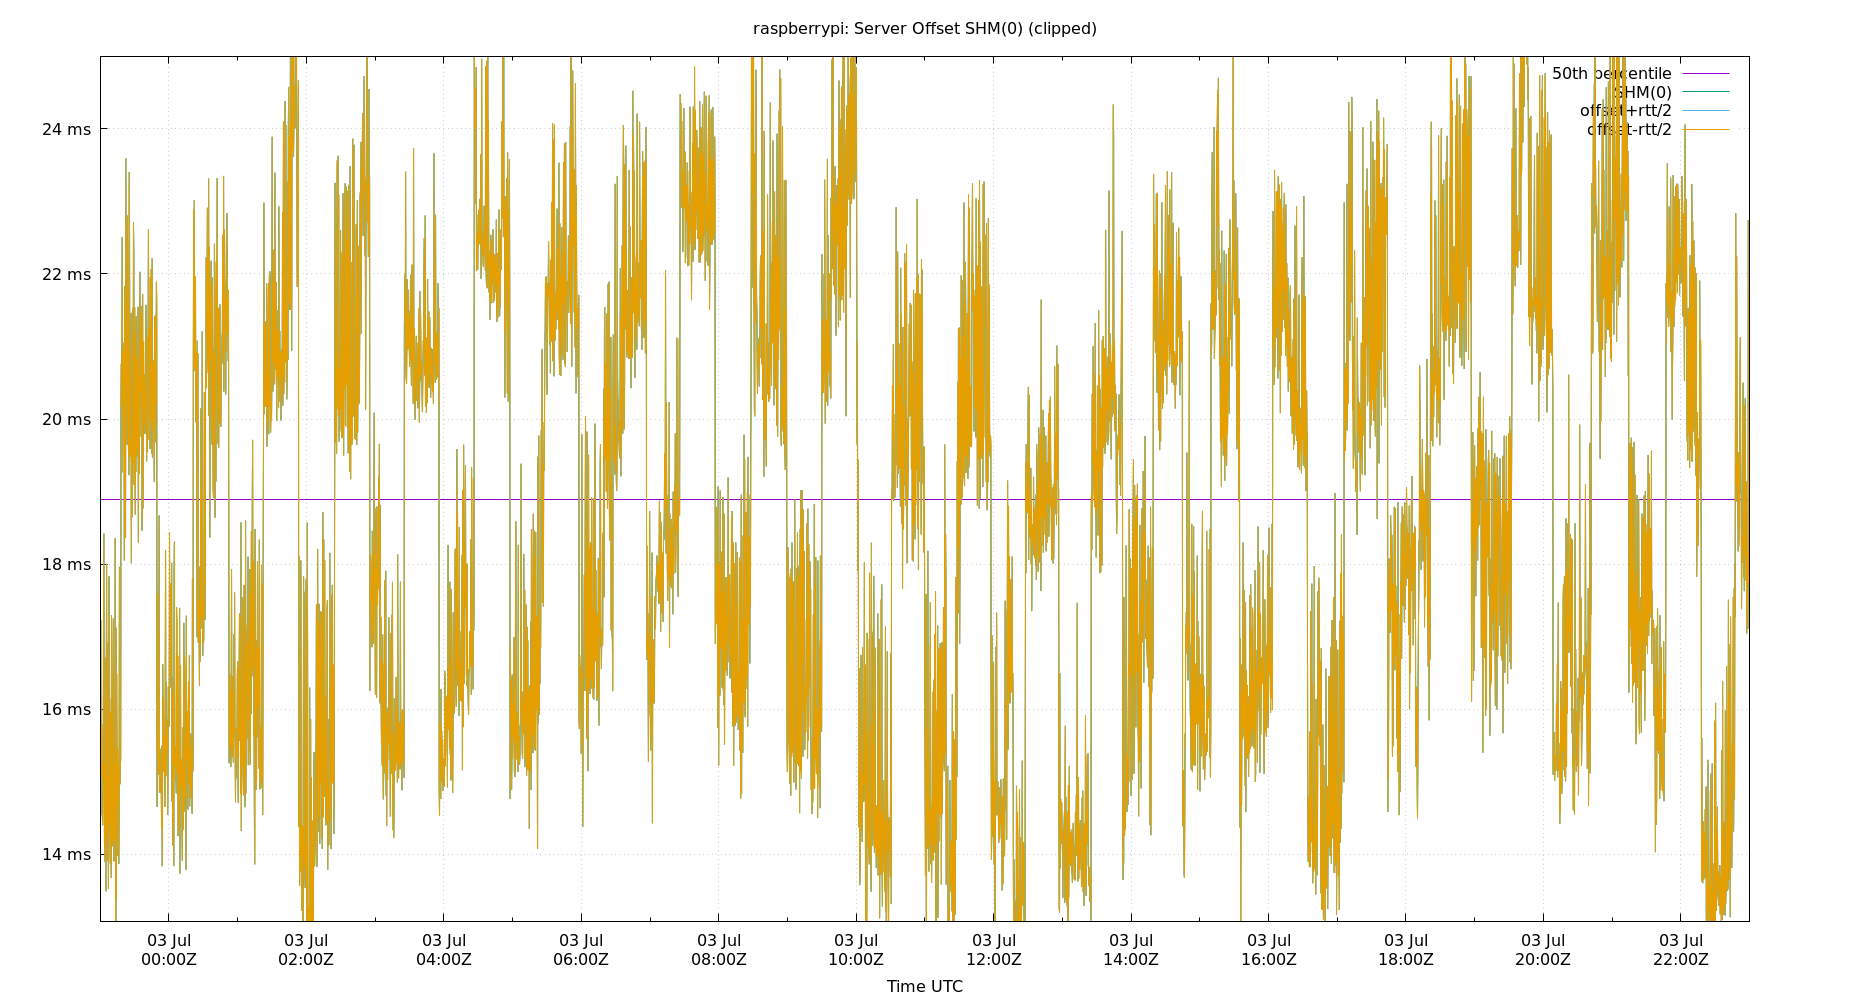 raspberrypi: Server Offset SHM(0) (clipped)
50th percentile
SHM(0)
offset+rtt/2
offset-rtt/2
24 ms
22 ms
20 ms
18 ms
16 ms
14 ms
03 Jul 03 Jul 03 Jul 03 Jul 03 Jul 03 Jul 03 Jul 03 Jul 03 Jul 03 Jul 03 Jul 03 Jul
00:00Z 02:00Z 04:00Z 06:00Z 08:00Z 10:00Z 12:00Z 14:00Z 16:00Z 18:00Z 20:00Z 22:00Z
Time UTC